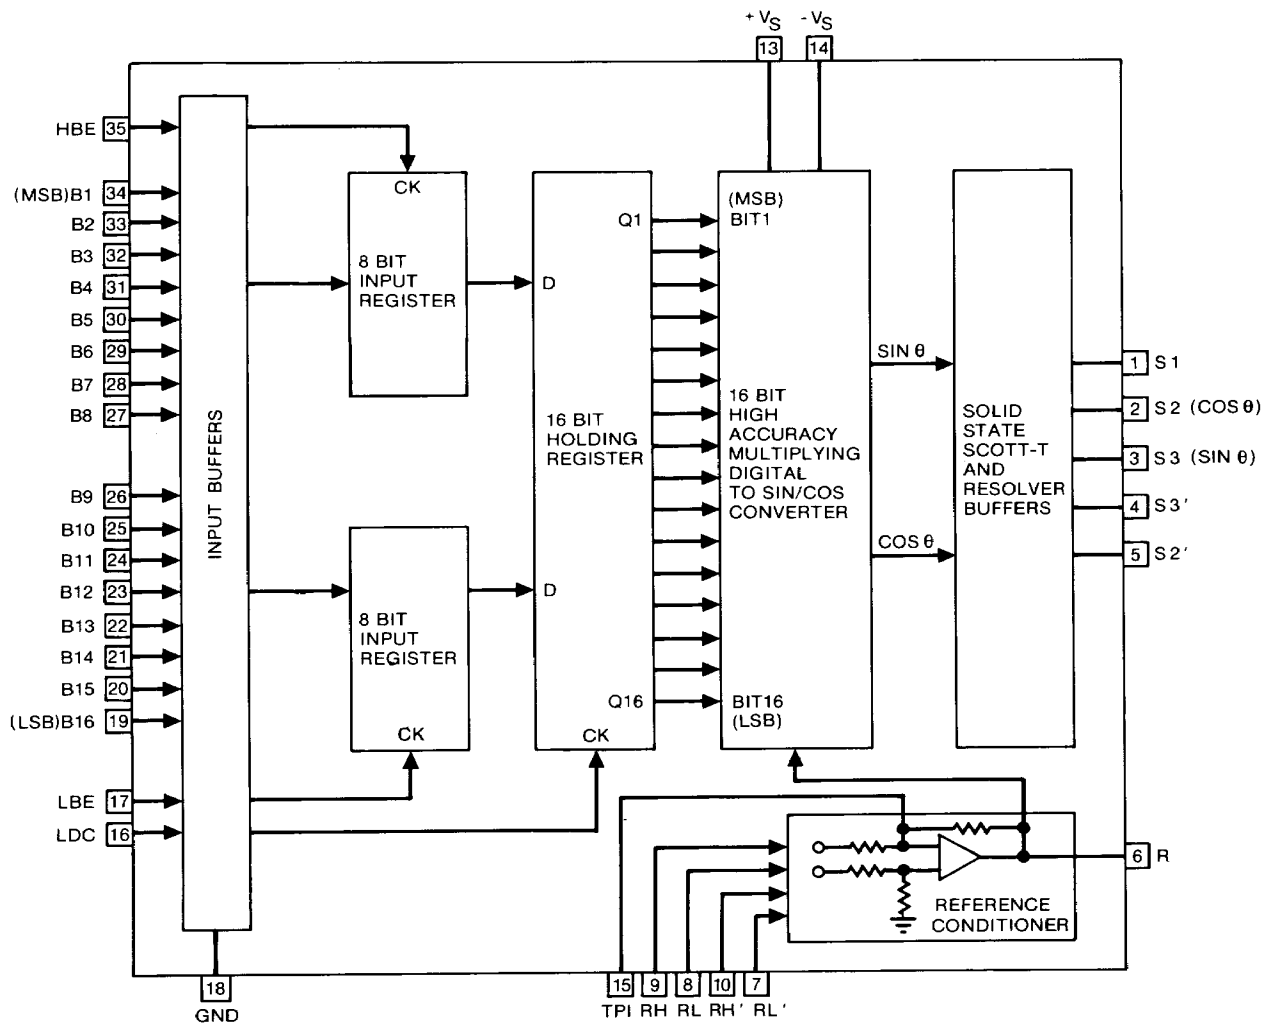 +VS -VS
13 14
HBE 35
(MSB)B1 34
B2 33
B3 32
B4 31
B5 30
B6 29
B7 28
B8 27
B9 26
B10 25
B11 24
B12 23
B13 22
B14 21
B15 20
(LSB)B16 19
LBE 17
LDC 16
INPUT BUFFERS
18
GND
CK
8 BIT
INPUT
REGISTER
8 BIT
INPUT
REGISTER
CK
Q1
D
16 BIT
HOLDING
REGISTER
D
Q16
CK
(MSB)
BIT1
16 BIT
HIGH
ACCURACY
MULTIPLYING
DIGITAL
TO SIN/COS
CONVERTER
BIT16
(LSB)
SIN θ
COS θ
SOLID
STATE
SCOTT-T
AND
RESOLVER
BUFFERS
1 S1
2 S2 (COS θ)
3 S3 (SIN θ)
4 S3'
5 S2'
6 R
REFERENCE
CONDITIONER
15 9 8 10 7
TPI RH RL RH' RL'